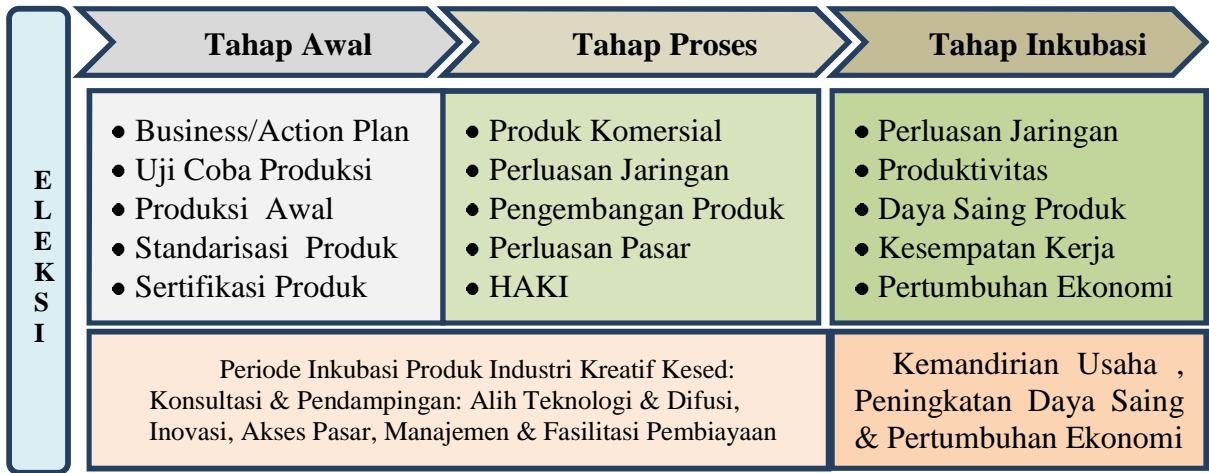 E
L
E
K
S
I
Tahap Awal
Tahap Proses
Tahap Inkubasi
• Business/Action Plan
• Uji Coba Produksi
• Produksi Awal
• Standarisasi Produk
• Sertifikasi Produk
• Produk Komersial
• Perluasan Jaringan
• Pengembangan Produk
• Perluasan Pasar
• HAKI
• Perluasan Jaringan
• Produktivitas
• Daya Saing Produk
• Kesempatan Kerja
• Pertumbuhan Ekonomi
Periode Inkubasi Produk Industri Kreatif Kesed:
Konsultasi & Pendampingan: Alih Teknologi & Difusi,
Inovasi, Akses Pasar, Manajemen & Fasilitasi Pembiayaan
Kemandirian Usaha ,
Peningkatan Daya Saing
& Pertumbuhan Ekonomi